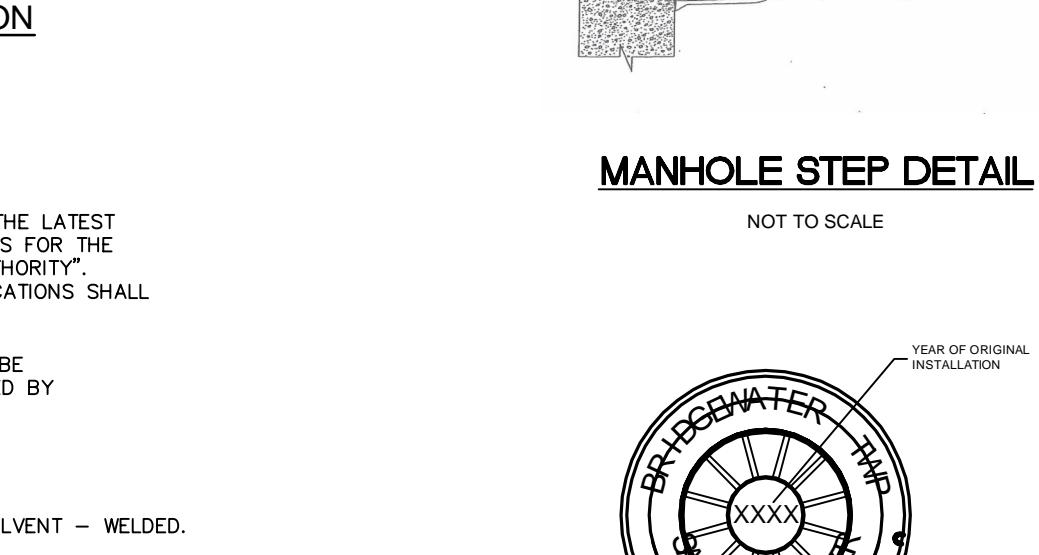 ON
MANHOLE STEP DETAIL
NOT TO SCALE
THE LATEST
S FOR THE
THORITY”.
CATIONS SHALL
BE
ED BY
LVENT – WELDED.
YEAR OF ORIGINAL
INSTALLATION
BRIDGEWATER TWP
XXXX